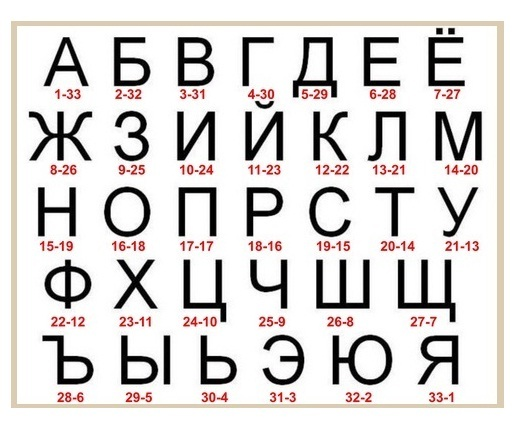 А Б В Г Д Е Ё
1-33 2-32 3-31 4-30 5-29 6-28 7-27
Ж З И Й К Л М
8-26 9-25 10-24 11-23 12-22 13-21 14-20
Н О П Р С Т У
15-19 16-18 17-17 18-16 19-15 20-14 21-13
Ф Х Ц Ч Ш Щ
22-12 23-11 24-10 25-9 26-8 27-7
Ъ Ы Ь Э Ю Я
28-6 29-5 30-4 31-3 32-2 33-1